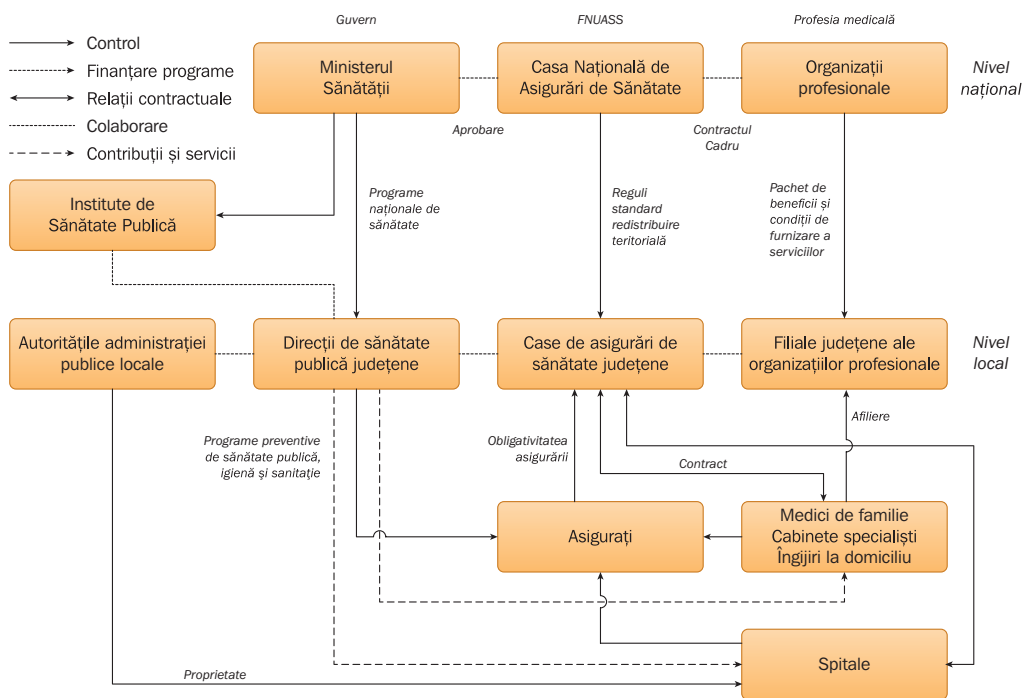 Guvern
FNUASS
Profesia medicală
Control
Finanțare programe
Relații contractuale
Colaborare
Contribuții și servicii
Ministerul
Sănătății
Casa Națională de
Asigurări de Sănătate
Organizații
profesionale
Nivel
național
Aprobare
Contractul
Cadru
Institute de
Sănătate Publică
Programe
naționale de
sănătate
Reguli
standard
redistribuire
teritorială
Pachet de
beneficii și
condiții de
furnizare a
serviciilor
Autoritățile administrației
publice locale
Direcții de sănătate
publică județene
Case de asigurări de
sănătate județene
Filiale județene ale
organizațiilor profesionale
Nivel
local
Programe preventive
de sănătate publică,
igienă și sanitație
Obligativitatea
asigurării
Contract
Afiliere
Asigurați
Medici de familie
Cabinete specialiști
Îngijiri la domiciliu
Spitale
Proprietate